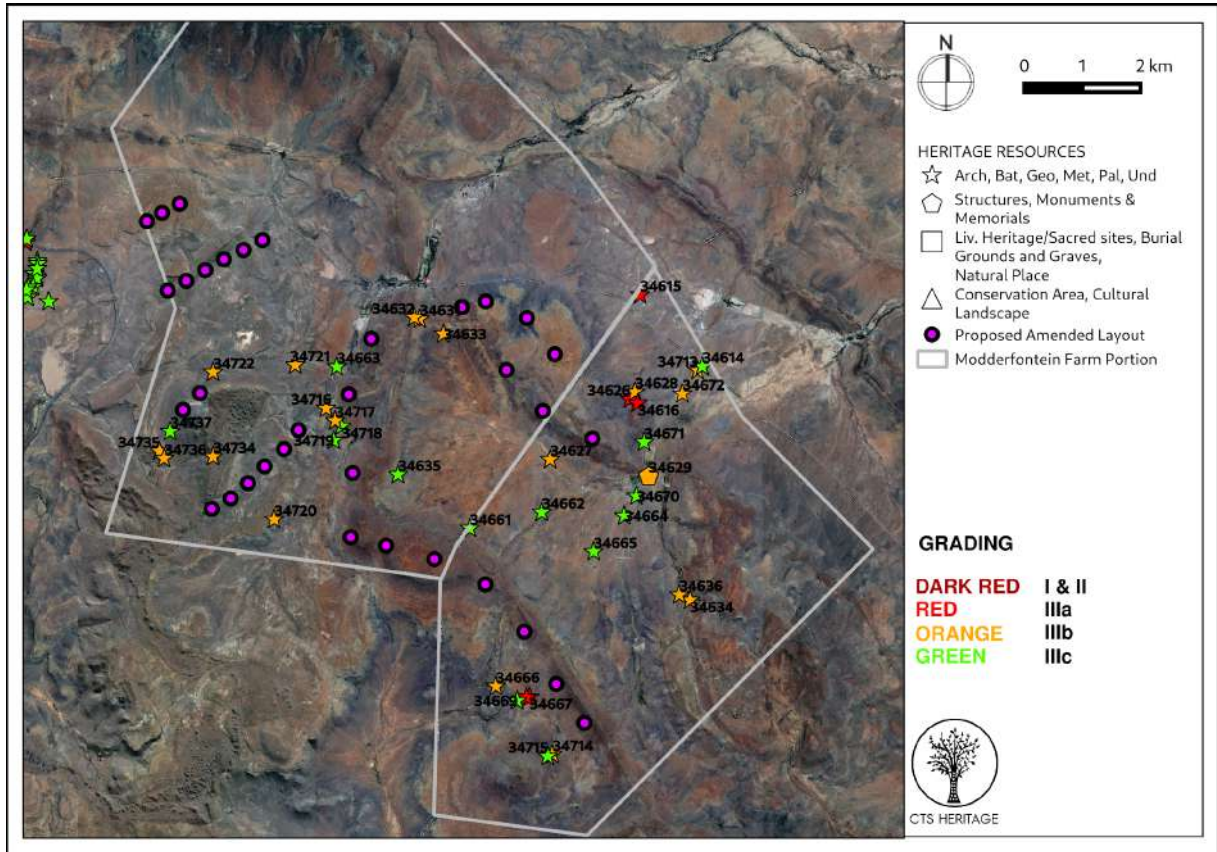 N
0 1 2 km
HERITAGE RESOURCES
Arch, Bat, Geo, Met, Pal, Und
Structures, Monuments &
Memorials
Liv. Heritage/Sacred sites, Burial
Grounds and Graves,
Natural Place
Conservation Area, Cultural
Landscape
Proposed Amended Layout
Modderfontein Farm Portion
GRADING
DARK RED I & II
RED IIIa
ORANGE IIIb
GREEN IIIc
CTS HERITAGE
34615
34632
34633
34721
34663
34722
34614
34628
34626
34672
34616
34716
34717
34718
34719
34737
34671
34735
34736
34734
34627
34629
34635
34670
34662
34664
34720
34661
34665
34636
34634
34666
34667
34715
34714